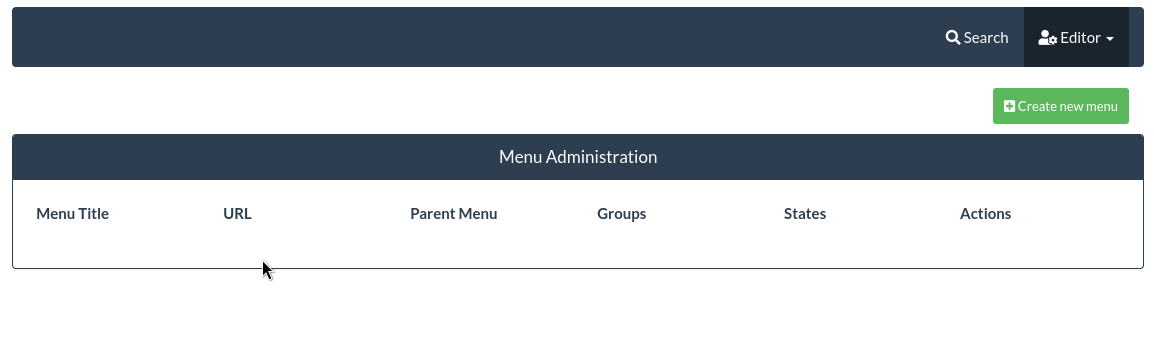 Search Editor
Create new menu
Menu Administration
Menu Title URL Parent Menu Groups States Actions